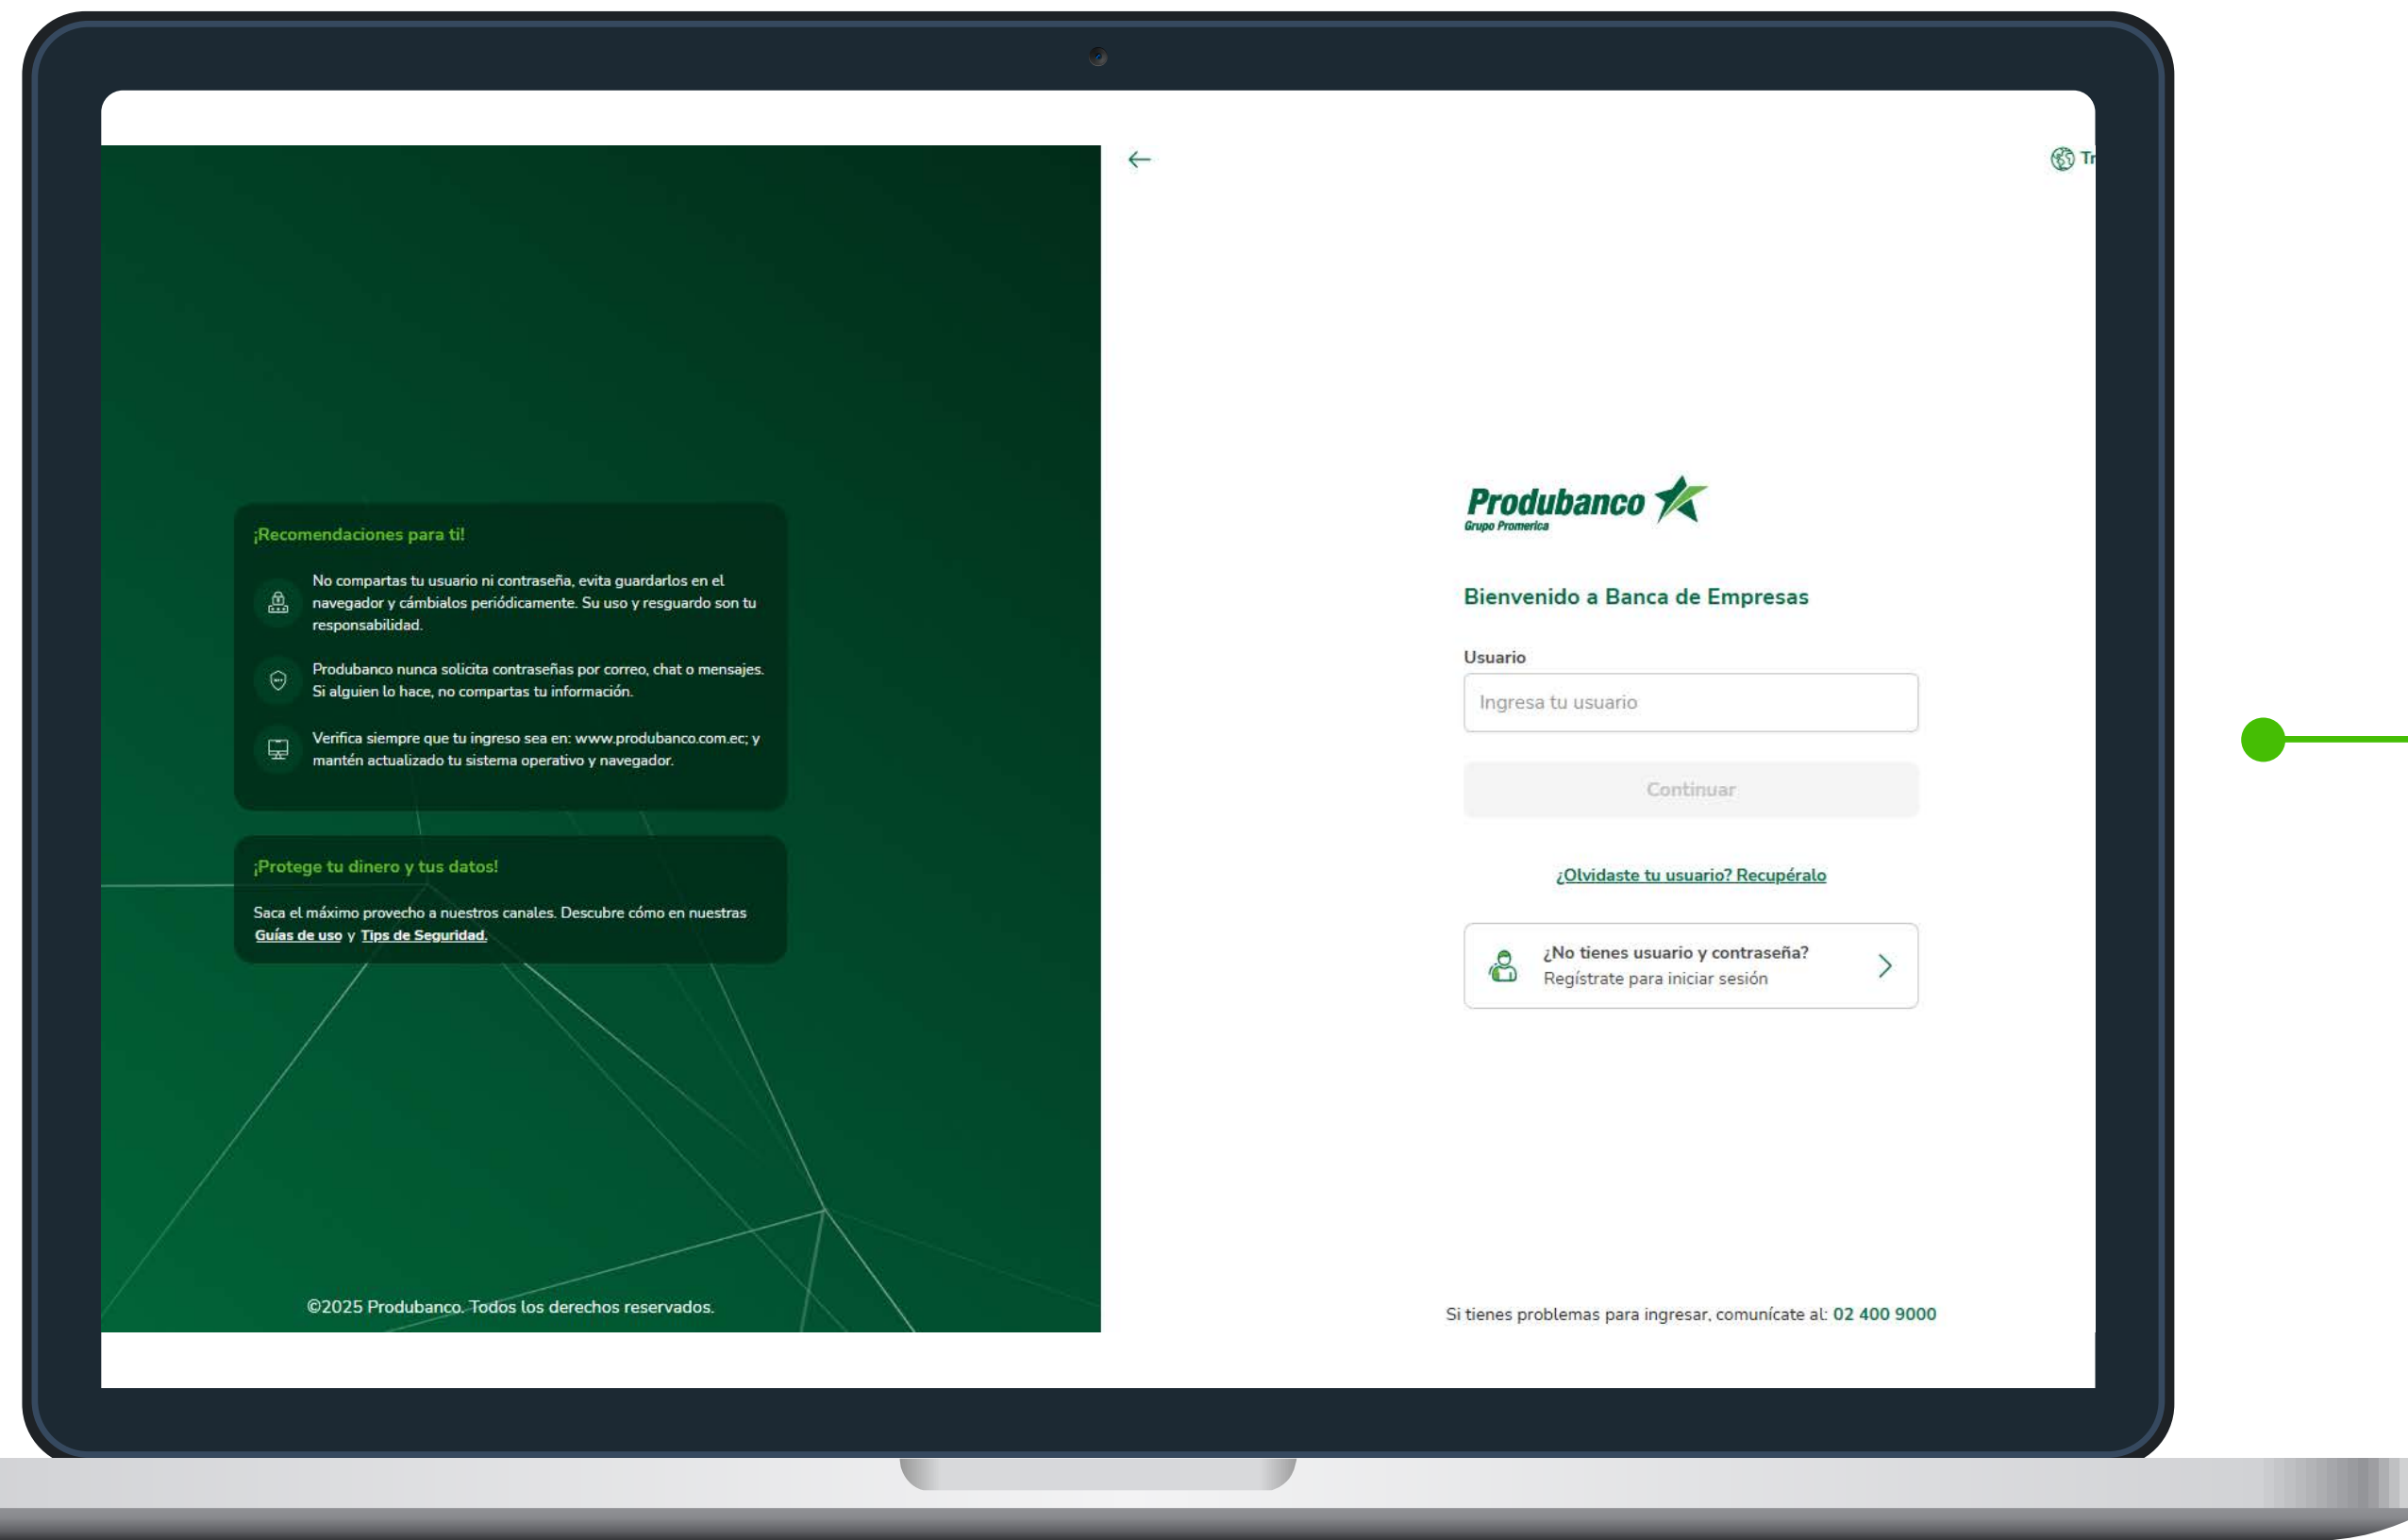 Tr
¡Recomendaciones para ti!
No compartas tu usuario ni contraseña, evita guardarlos en el
navegador y cámbialos periódicamente. Su uso y resguardo son tu
responsabilidad.
Produbanco nunca solicita contraseñas por correo, chat o mensajes.
Si alguien lo hace, no compartas tu información.
Verifica siempre que tu ingreso sea en: www.produbanco.com.ec; y
mantén actualizado tu sistema operativo y navegador.
¡Protege tu dinero y tus datos!
Saca el máximo provecho a nuestros canales. Descubre cómo en nuestras
Guías de uso y Tips de Seguridad.
©2025 Produbanco. Todos los derechos reservados.
Produbanco
Grupo Promerica
Bienvenido a Banca de Empresas
Usuario
Ingresa tu usuario
Continuar
¿Olvidaste tu usuario? Recupéralo
¿No tienes usuario y contraseña?
Regístrate para iniciar sesión
Si tienes problemas para ingresar, comunícate al: 02 400 9000